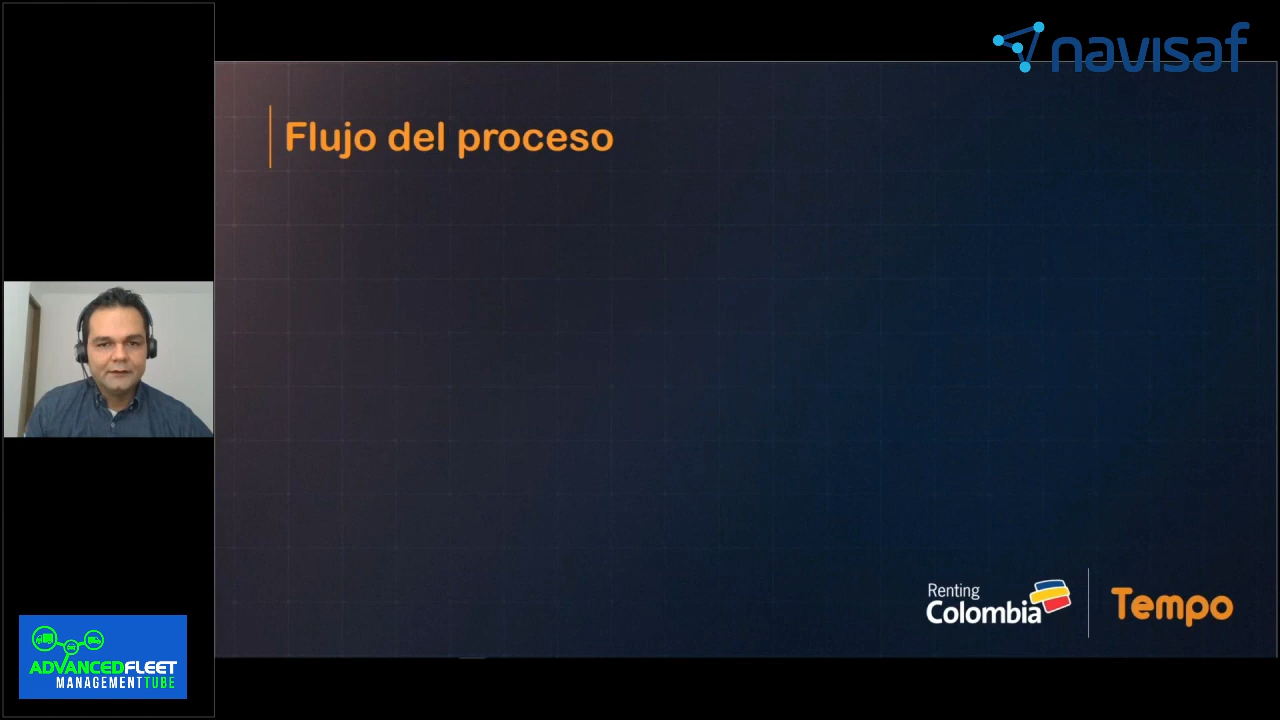 navisaf
Flujo del proceso
Renting
Colombia
Tempo
ADVANCEDFLEET
MANAGEMENTTUBE